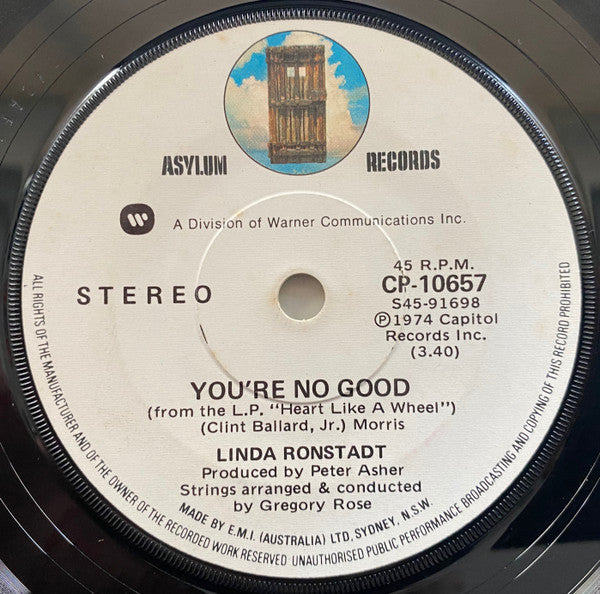 ASYLUM RECORDS
A Division of Warner Communications Inc.
STEREO
45 R.P.M.
CP-10657
S45-91698
Ⓟ1974 Capitol
Records Inc.
(3.40)
YOU'RE NO GOOD
(from the L.P. "Heart Like A Wheel")
(Clint Ballard, Jr.) Morris
LINDA RONSTADT
Produced by Peter Asher
Strings arranged & conducted
by Gregory Rose
MADE BY E.M.I. (AUSTRALIA) LTD, SYDNEY, N.S.W.
ALL RIGHTS OF THE MANUFACTURER AND OF THE OWNER OF THE RECORDED WORK RESERVED UNAUTHORISED PUBLIC PERFORMANCE BROADCASTING AND COPYING OF THIS RECORD PROHIBITED